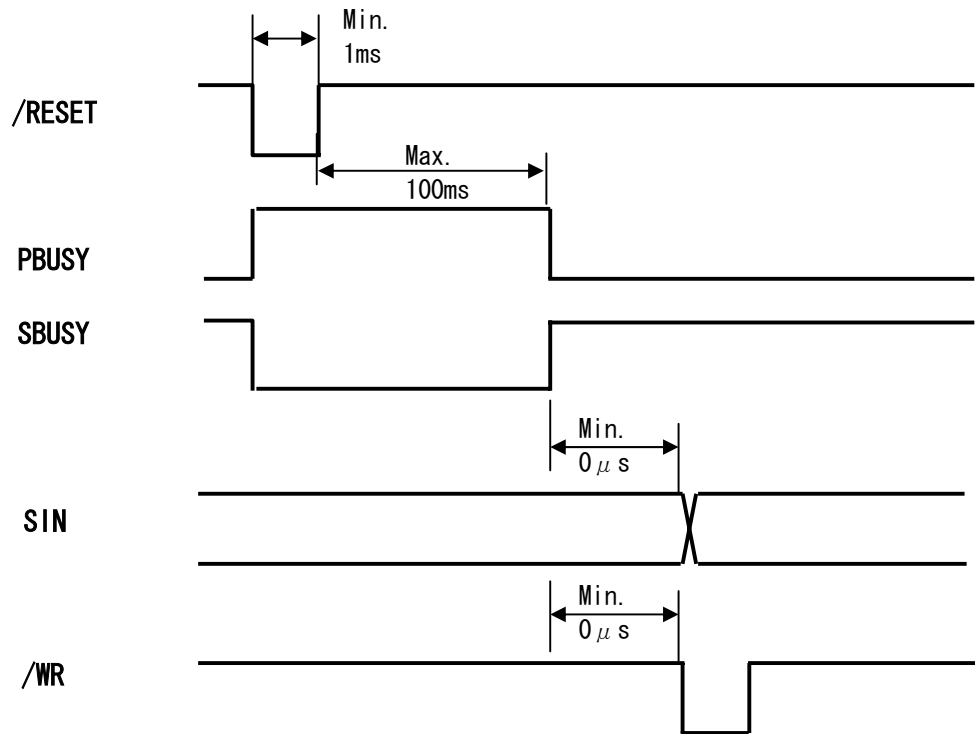 Min.
1ms
/RESET
Max.
100ms
PBUSY
SBUSY
Min.
0μs
SIN
Min.
0μs
/WR